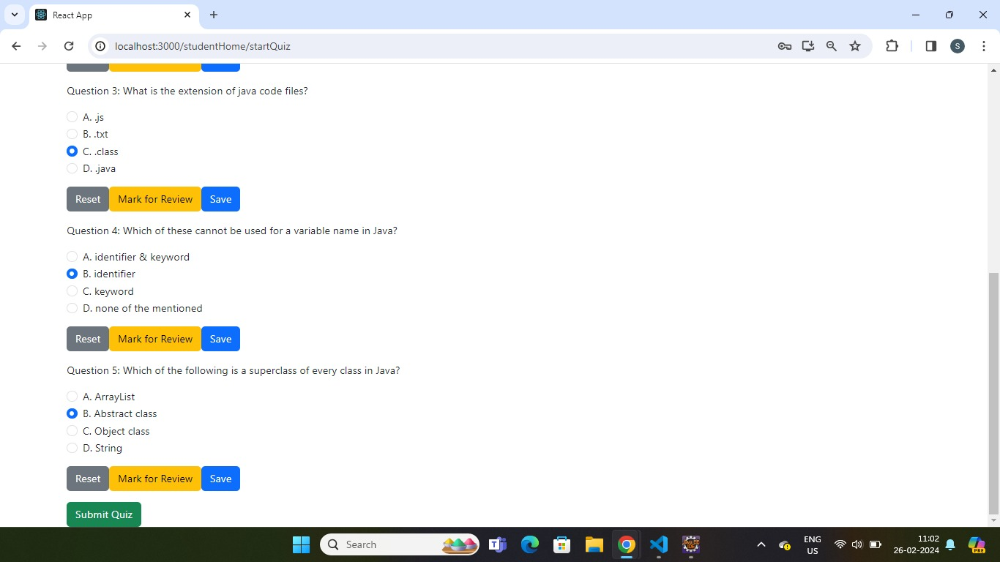 React App
localhost:3000/studentHome/startQuiz
S
Question 3: What is the extension of java code files?
A. .js
B. .txt
C. .class
D. .java
Reset Mark for Review Save
Question 4: Which of these cannot be used for a variable name in Java?
A. identifier & keyword
B. identifier
C. keyword
D. none of the mentioned
Reset Mark for Review Save
Question 5: Which of the following is a superclass of every class in Java?
A. ArrayList
B. Abstract class
C. Object class
D. String
Reset Mark for Review Save
Submit Quiz
Search
ENG
US
11:02
26-02-2024
PRE